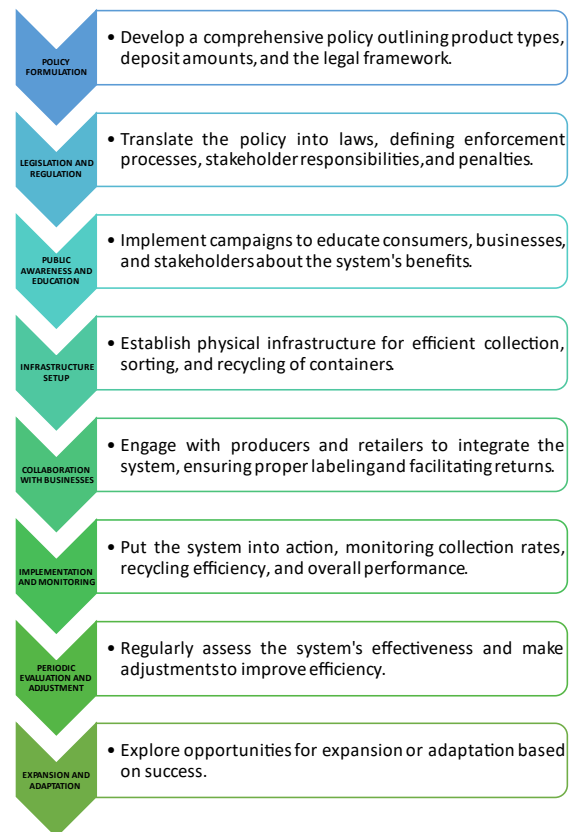 POLICY
FORMULATION
• Develop a comprehensive policy outlining product types,
deposit amounts, and the legal framework.
LEGISLATION AND
REGULATION
• Translate the policy into laws, defining enforcement
processes, stakeholder responsibilities, and penalties.
PUBLIC
AWARENESS AND
EDUCATION
• Implement campaigns to educate consumers, businesses,
and stakeholders about the system's benefits.
INFRASTRUCTURE
SETUP
• Establish physical infrastructure for efficient collection,
sorting, and recycling of containers.
COLLABORATION
WITH BUSINESSES
• Engage with producers and retailers to integrate the
system, ensuring proper labeling and facilitating returns.
IMPLEMENTATION
AND MONITORING
• Put the system into action, monitoring collection rates,
recycling efficiency, and overall performance.
PERIODIC
EVALUATION AND
ADJUSTMENT
• Regularly assess the system's effectiveness and make
adjustments to improve efficiency.
EXPANSION AND
ADAPTATION
• Explore opportunities for expansion or adaptation based
on success.